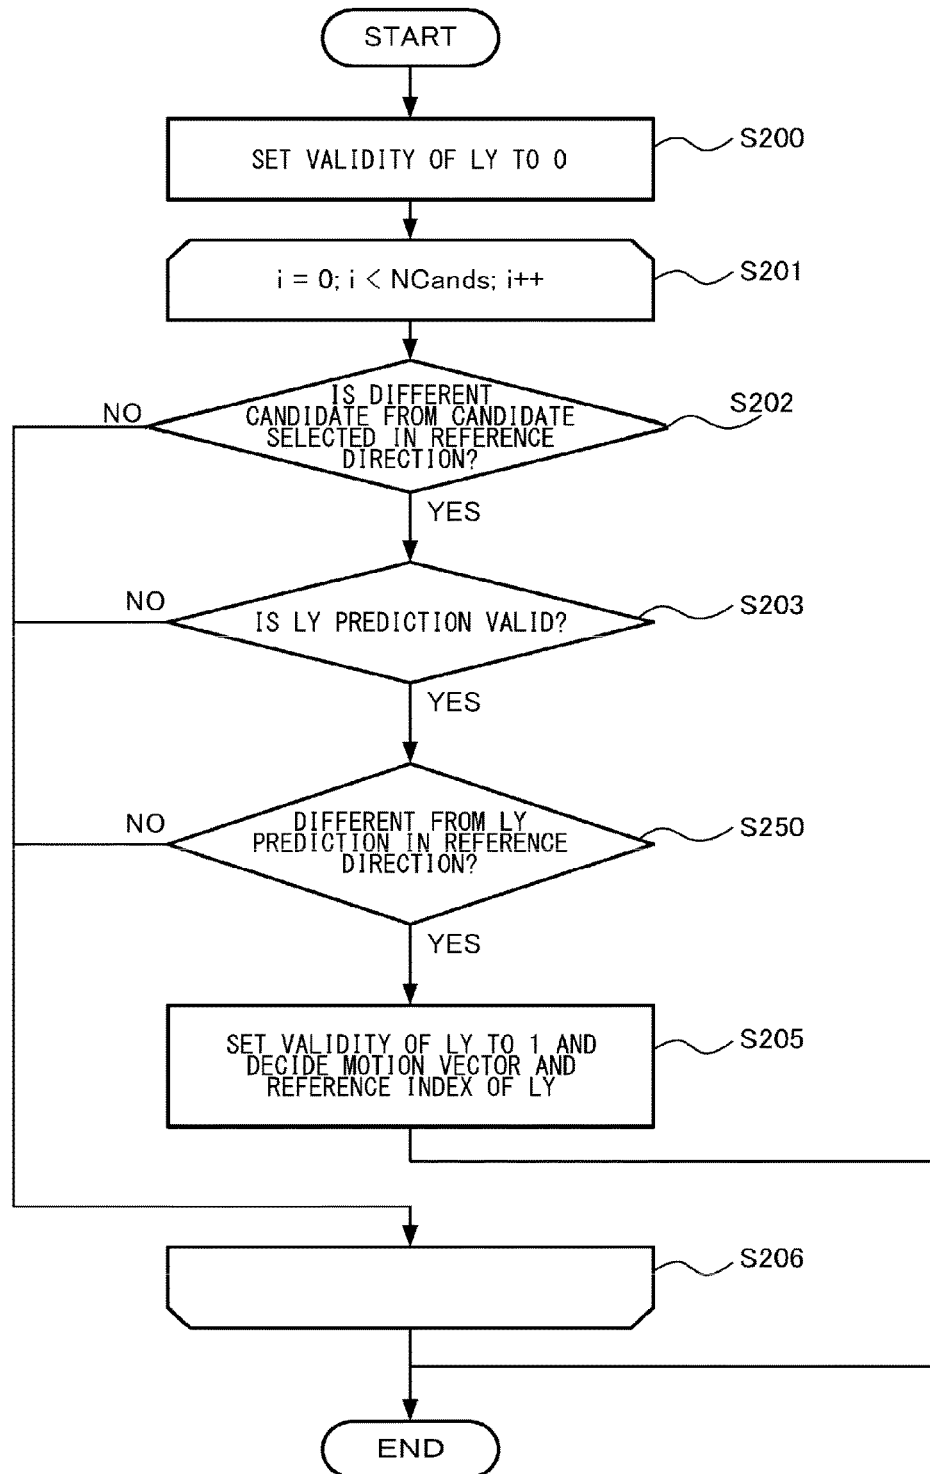 START
SET VALIDITY OF LY TO 0
S200
i = 0; i < NCands; i++
S201
IS DIFFERENT
CANDIDATE FROM CANDIDATE
SELECTED IN REFERENCE
DIRECTION?
S202
NO
YES
IS LY PREDICTION VALID?
S203
NO
YES
DIFFERENT FROM LY
PREDICTION IN REFERENCE
DIRECTION?
S250
NO
YES
SET VALIDITY OF LY TO 1 AND
DECIDE MOTION VECTOR AND
REFERENCE INDEX OF LY
S205
S206
END